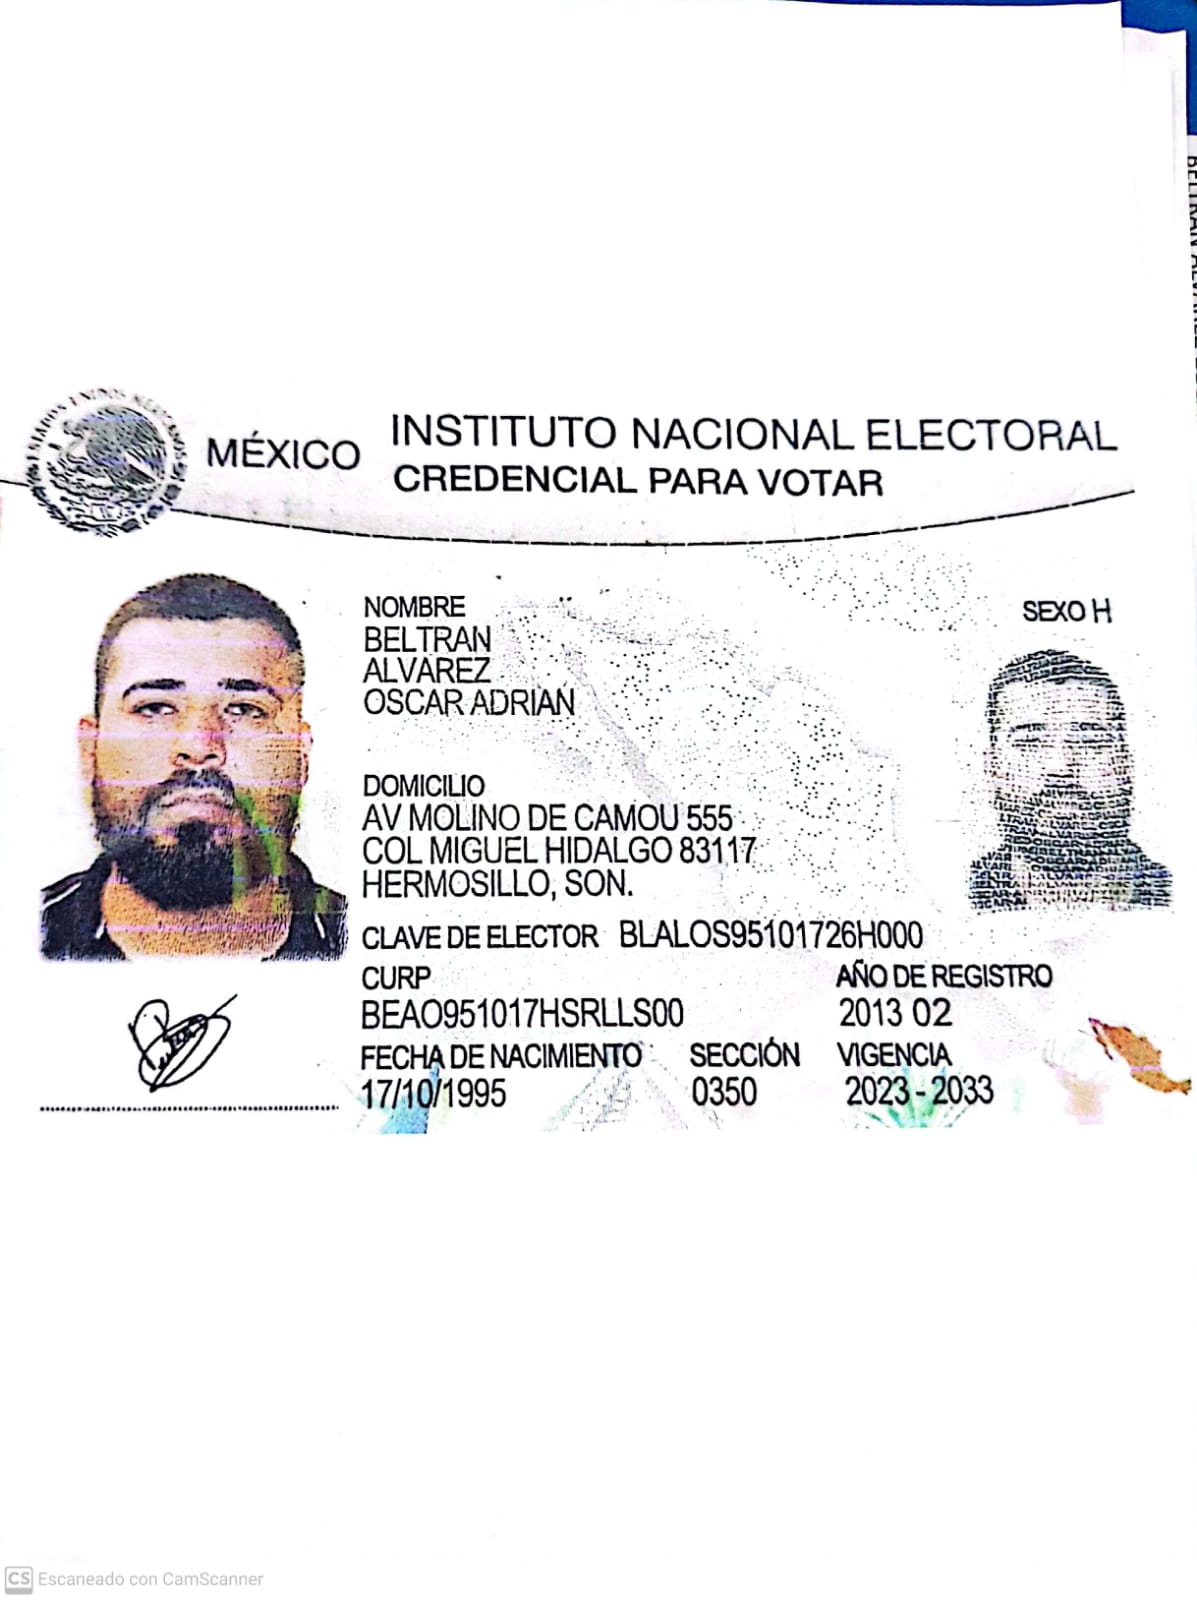 MÉXICO
INSTITUTO NACIONAL ELECTORAL
CREDENCIAL PARA VOTAR
NOMBRE
BELTRAN
ALVAREZ
OSCAR ADRIAN
SEXO H
DOMICILIO
AV MOLINO DE CAMOU 555
COL MIGUEL HIDALGO 83117
HERMOSILLO, SON.
CLAVE DE ELECTOR BLALOS95101726H000
CURP
BEAO951017HSRLLS00
AÑO DE REGISTRO
2013 02
FECHA DE NACIMIENTO
17/10/1995
SECCIÓN
0350
VIGENCIA
2023 - 2033
CS Escaneado con CamScanner